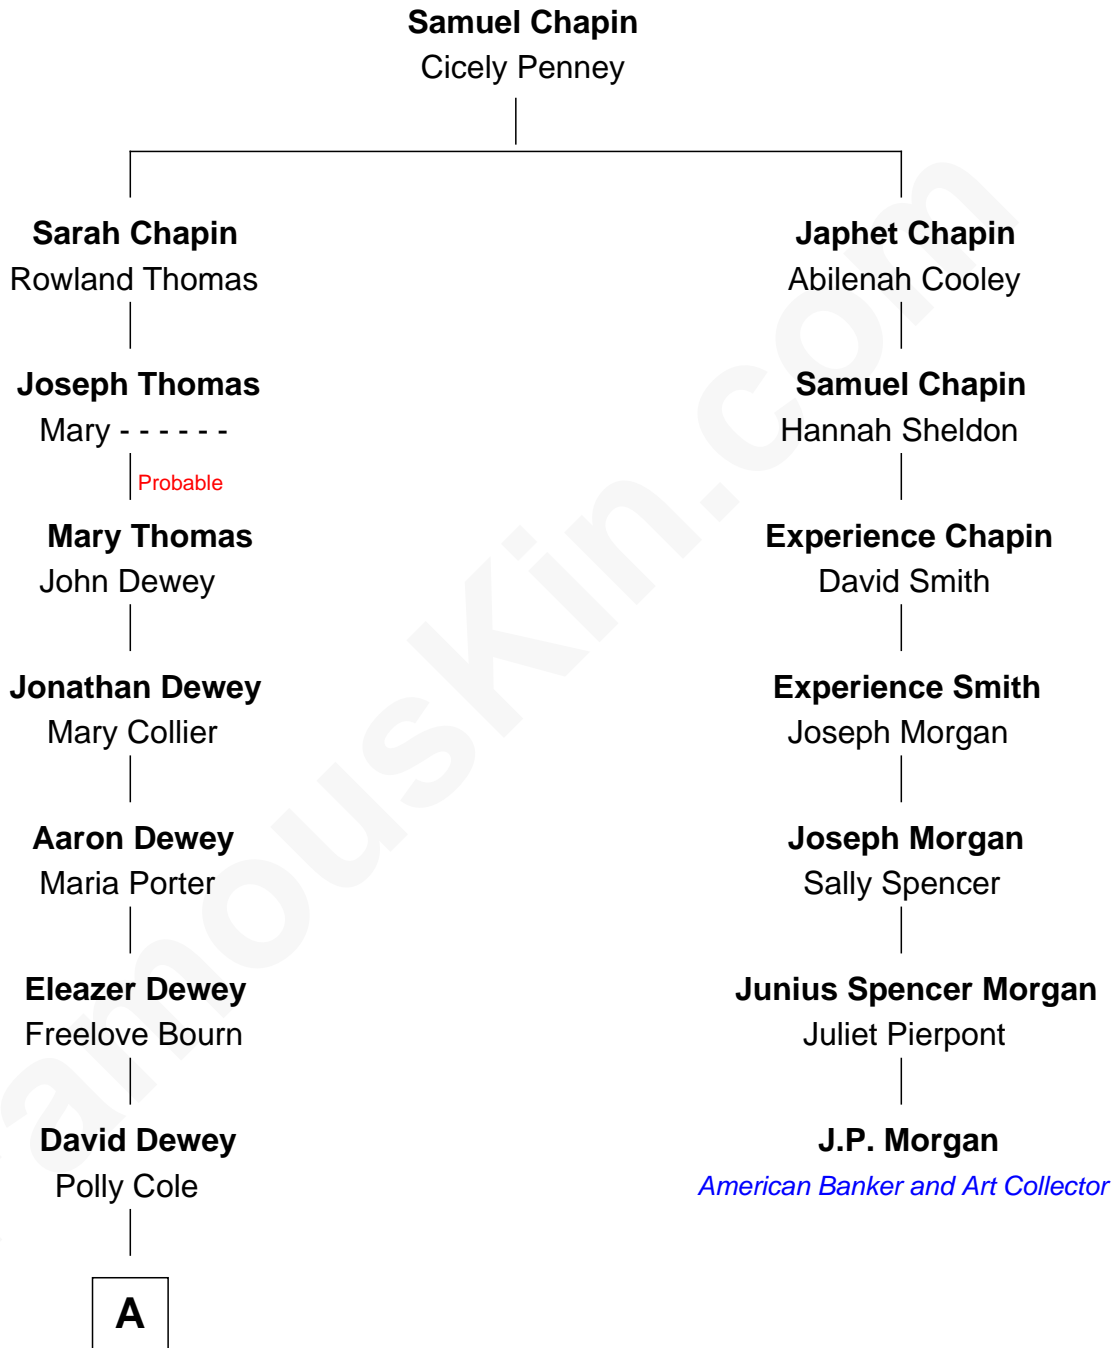 Samuel Chapin
Cicely Penney
Sarah Chapin
Rowland Thomas
Joseph Thomas
Mary - - - - - -
Probable
Mary Thomas
John Dewey
Jonathan Dewey
Mary Collier
Aaron Dewey
Maria Porter
Eleazer Dewey
Freelove Bourn
David Dewey
Polly Cole
A
Japhet Chapin
Abilenah Cooley
Samuel Chapin
Hannah Sheldon
Experience Chapin
David Smith
Experience Smith
Joseph Morgan
Joseph Morgan
Sally Spencer
Junius Spencer Morgan
Juliet Pierpont
J.P. Morgan
American Banker and Art Collector
amousKin.com